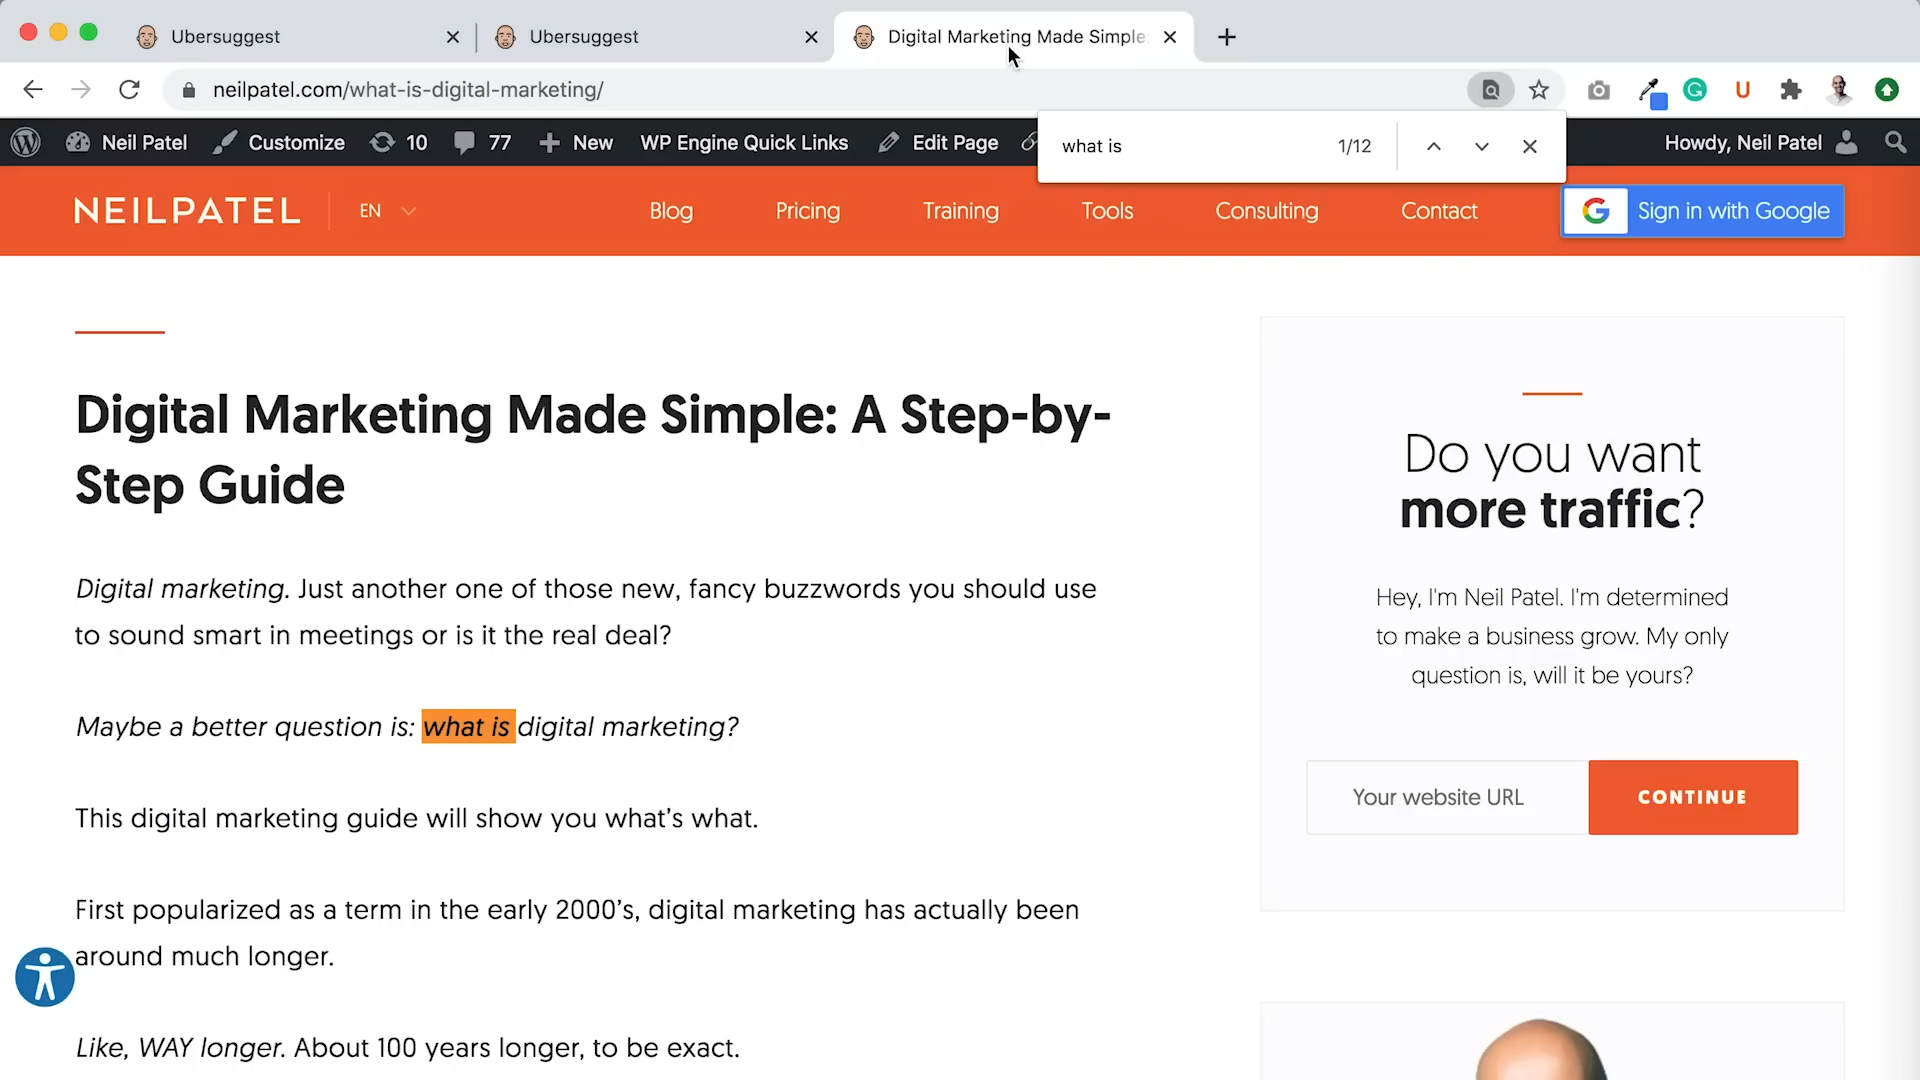 Ubersuggest
Ubersuggest
Digital Marketing Made Simple:
neilpatel.com/what-is-digital-marketing/
what is 1/12
Neil Patel Customize 10 77 New WP Engine Quick Links Edit Page Howdy, Neil Patel
NEILPATEL EN Blog Pricing Training Tools Consulting Contact Sign in with Google
Digital Marketing Made Simple: A Step-by-
Step Guide
Digital marketing. Just another one of those new, fancy buzzwords you should use
to sound smart in meetings or is it the real deal?
Maybe a better question is: what is digital marketing?
This digital marketing guide will show you what’s what.
First popularized as a term in the early 2000’s, digital marketing has actually been
around much longer.
Like, WAY longer. About 100 years longer, to be exact.
Do you want
more traffic?
Hey, I'm Neil Patel. I'm determined
to make a business grow. My only
question is, will it be yours?
Your website URL CONTINUE